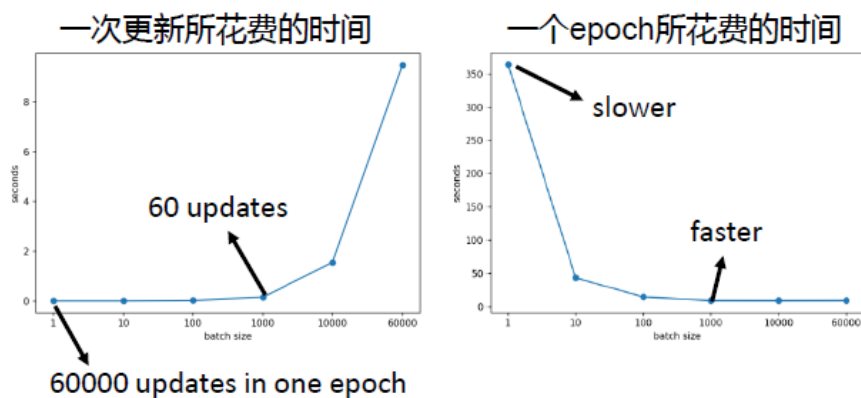 一次更新所花费的时间
一个epoch所花费的时间
seconds
8
6
4
2
0
1 10 100 1000 10000 60000
batch size
60 updates
60000 updates in one epoch
seconds
350
300
250
200
150
100
50
0
1 10 100 1000 10000 60000
batch size
slower
faster